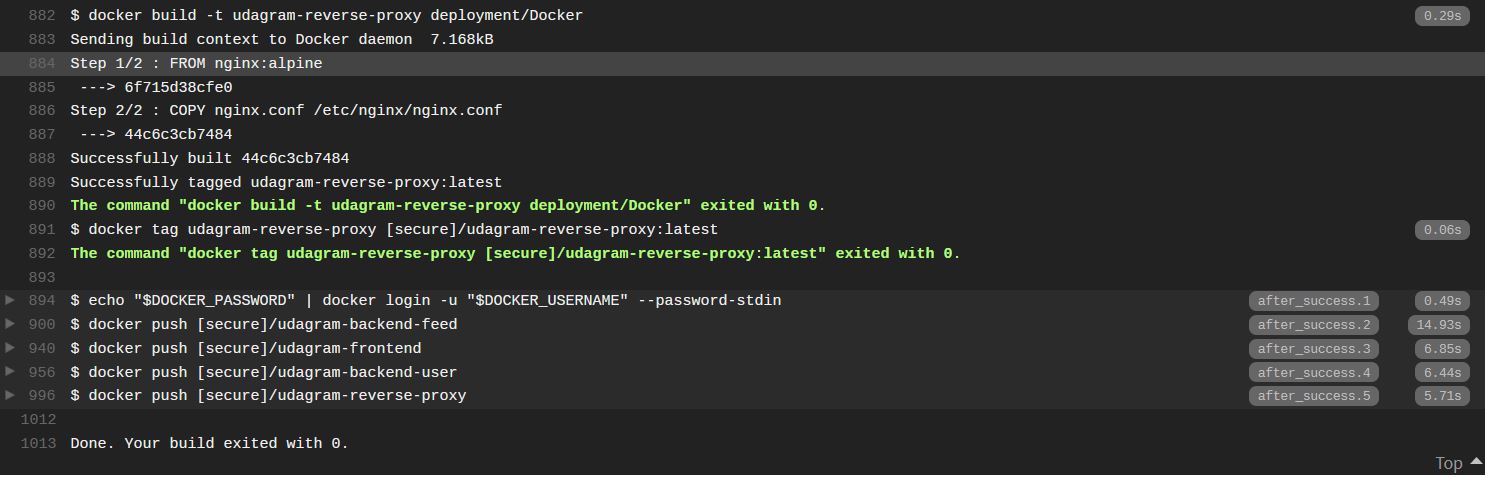 882 $ docker build -t udagram-reverse-proxy deployment/Docker 0.29s
883 Sending build context to Docker daemon  7.168kB
884 Step 1/2 : FROM nginx:alpine
885  ---> 6f715d38cfe0
886 Step 2/2 : COPY nginx.conf /etc/nginx/nginx.conf
887  ---> 44c6c3cb7484
888 Successfully built 44c6c3cb7484
889 Successfully tagged udagram-reverse-proxy:latest
890 The command "docker build -t udagram-reverse-proxy deployment/Docker" exited with 0.
891 $ docker tag udagram-reverse-proxy [secure]/udagram-reverse-proxy:latest 0.06s
892 The command "docker tag udagram-reverse-proxy [secure]/udagram-reverse-proxy:latest" exited with 0.
893
894 $ echo "$DOCKER_PASSWORD" | docker login -u "$DOCKER_USERNAME" --password-stdin after_success.1 0.49s
900 $ docker push [secure]/udagram-backend-feed after_success.2 14.93s
940 $ docker push [secure]/udagram-frontend after_success.3 6.85s
956 $ docker push [secure]/udagram-backend-user after_success.4 6.44s
996 $ docker push [secure]/udagram-reverse-proxy after_success.5 5.71s
1012
1013 Done. Your build exited with 0.
Top